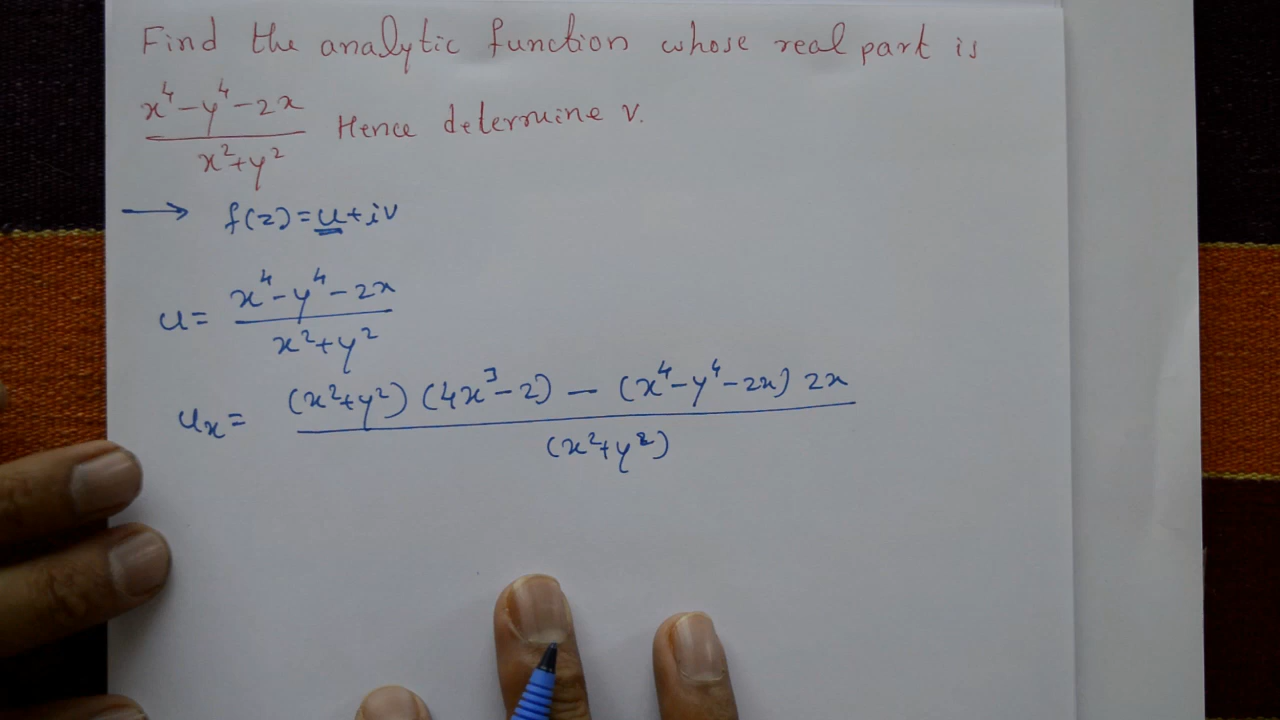 Find the analytic function whose real part is
x⁴-y⁴-2x / x²+y² Hence determine v.
→ f(z)=u+iv
u= x⁴-y⁴-2x / x²+y²
uₓ= (x²+y²) (4x³-2) - (x⁴-y⁴-2x) 2x / (x²+y²)